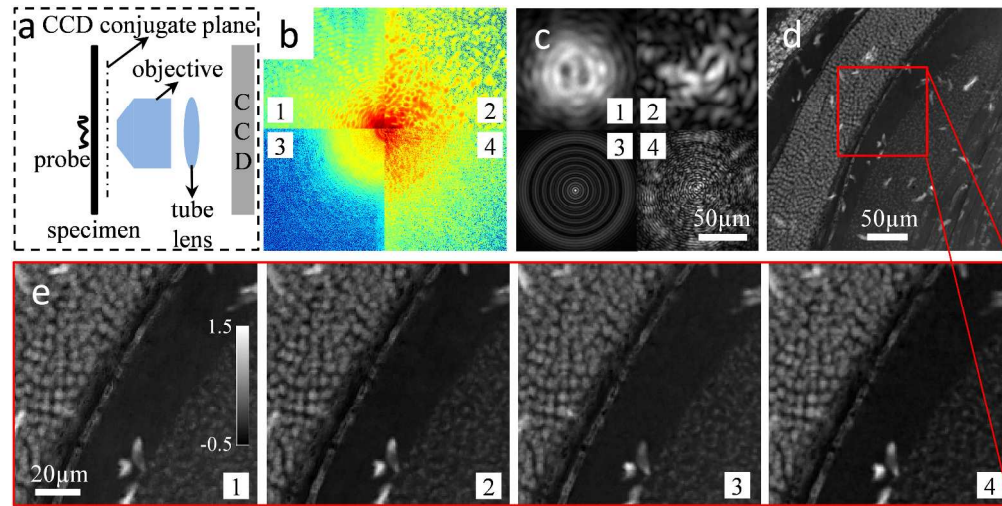 a
CCD conjugate plane
objective
probe
C
C
D
specimen
tube
lens
b
1
2
3
4
c
1
2
3
4
50μm
d
50μm
e
1.5
-0.5
20μm
1
2
3
4